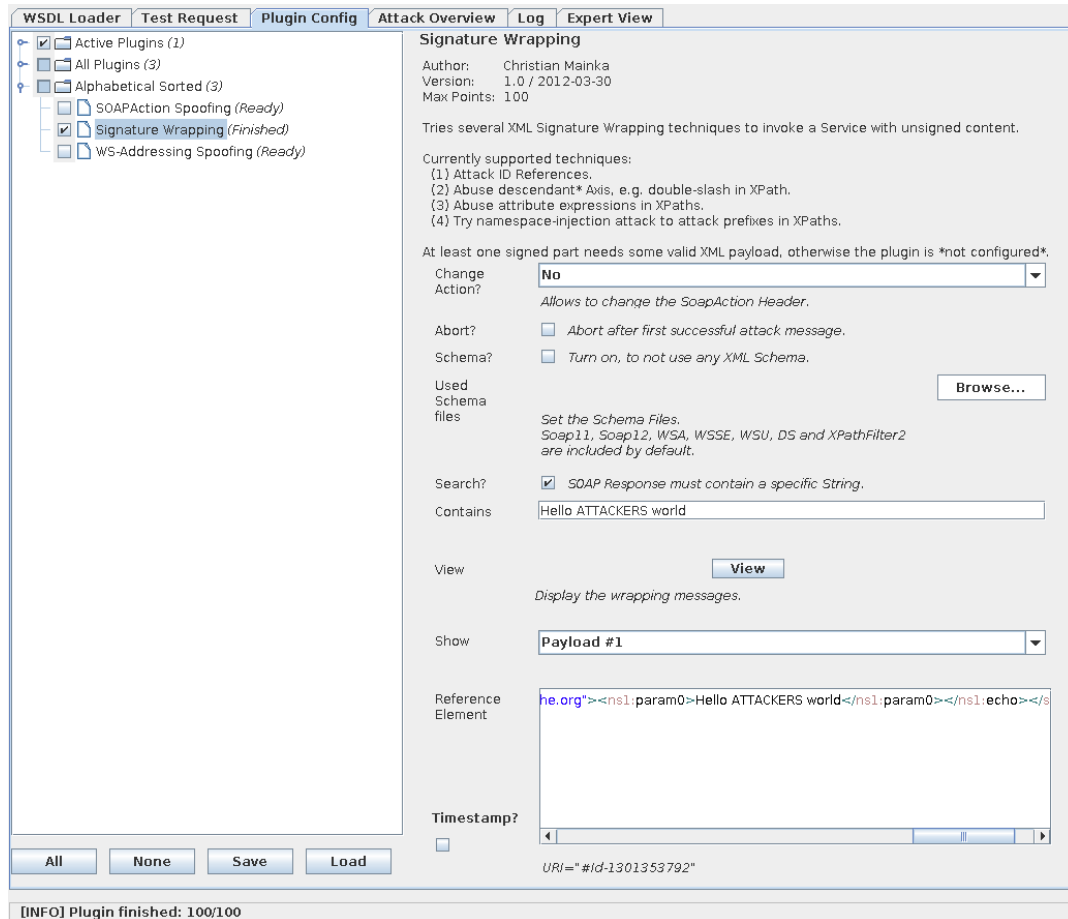 WSDL Loader Test Request Plugin Config Attack Overview Log Expert View
Active Plugins (1)
All Plugins (3)
Alphabetical Sorted (3)
SOAPAction Spoofing (Ready)
Signature Wrapping (Finished)
WS-Addressing Spoofing (Ready)
All None Save Load
Signature Wrapping
Author: Christian Mainka
Version: 1.0 / 2012-03-30
Max Points: 100
Tries several XML Signature Wrapping techniques to invoke a Service with unsigned content.
Currently supported techniques:
(1) Attack ID References.
(2) Abuse descendant* Axis, e.g. double-slash in XPath.
(3) Abuse attribute expressions in XPaths.
(4) Try namespace-injection attack to attack prefixes in XPaths.
At least one signed part needs some valid XML payload, otherwise the plugin is *not configured*.
Change Action? No
Allows to change the SoapAction Header.
Abort? Abort after first successful attack message.
Schema? Turn on, to not use any XML Schema.
Used Schema files Browse...
Set the Schema Files.
Soap11, Soap12, WSA, WSSE, WSU, DS and XPathFilter2
are included by default.
Search? SOAP Response must contain a specific String.
Contains Hello ATTACKERS world
View View
Display the wrapping messages.
Show Payload #1
Reference Element he.org"><ns1:param0>Hello ATTACKERS world</ns1:param0></ns1:echo></s
Timestamp?
URI="#Id-1301353792"
[INFO] Plugin finished: 100/100